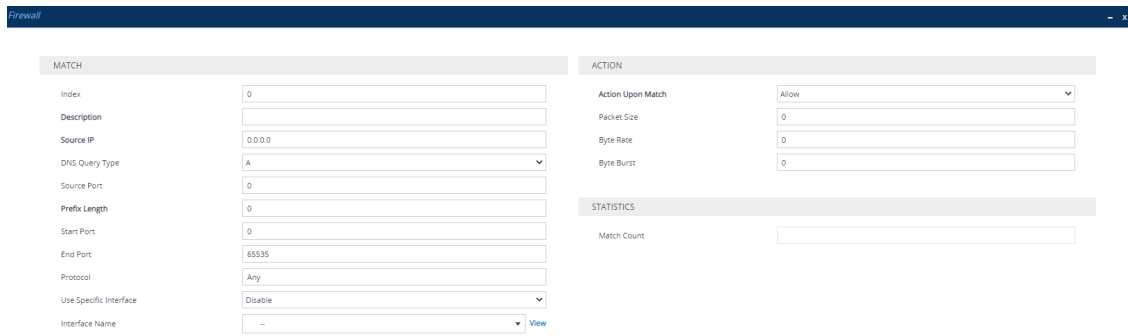 Firewall
– x
MATCH
Index
0
Description
Source IP
0.0.0.0
DNS Query Type
A
Source Port
0
Prefix Length
0
Start Port
0
End Port
65535
Protocol
Any
Use Specific Interface
Disable
Interface Name
--
View
ACTION
Action Upon Match
Allow
Packet Size
0
Byte Rate
0
Byte Burst
0
STATISTICS
Match Count